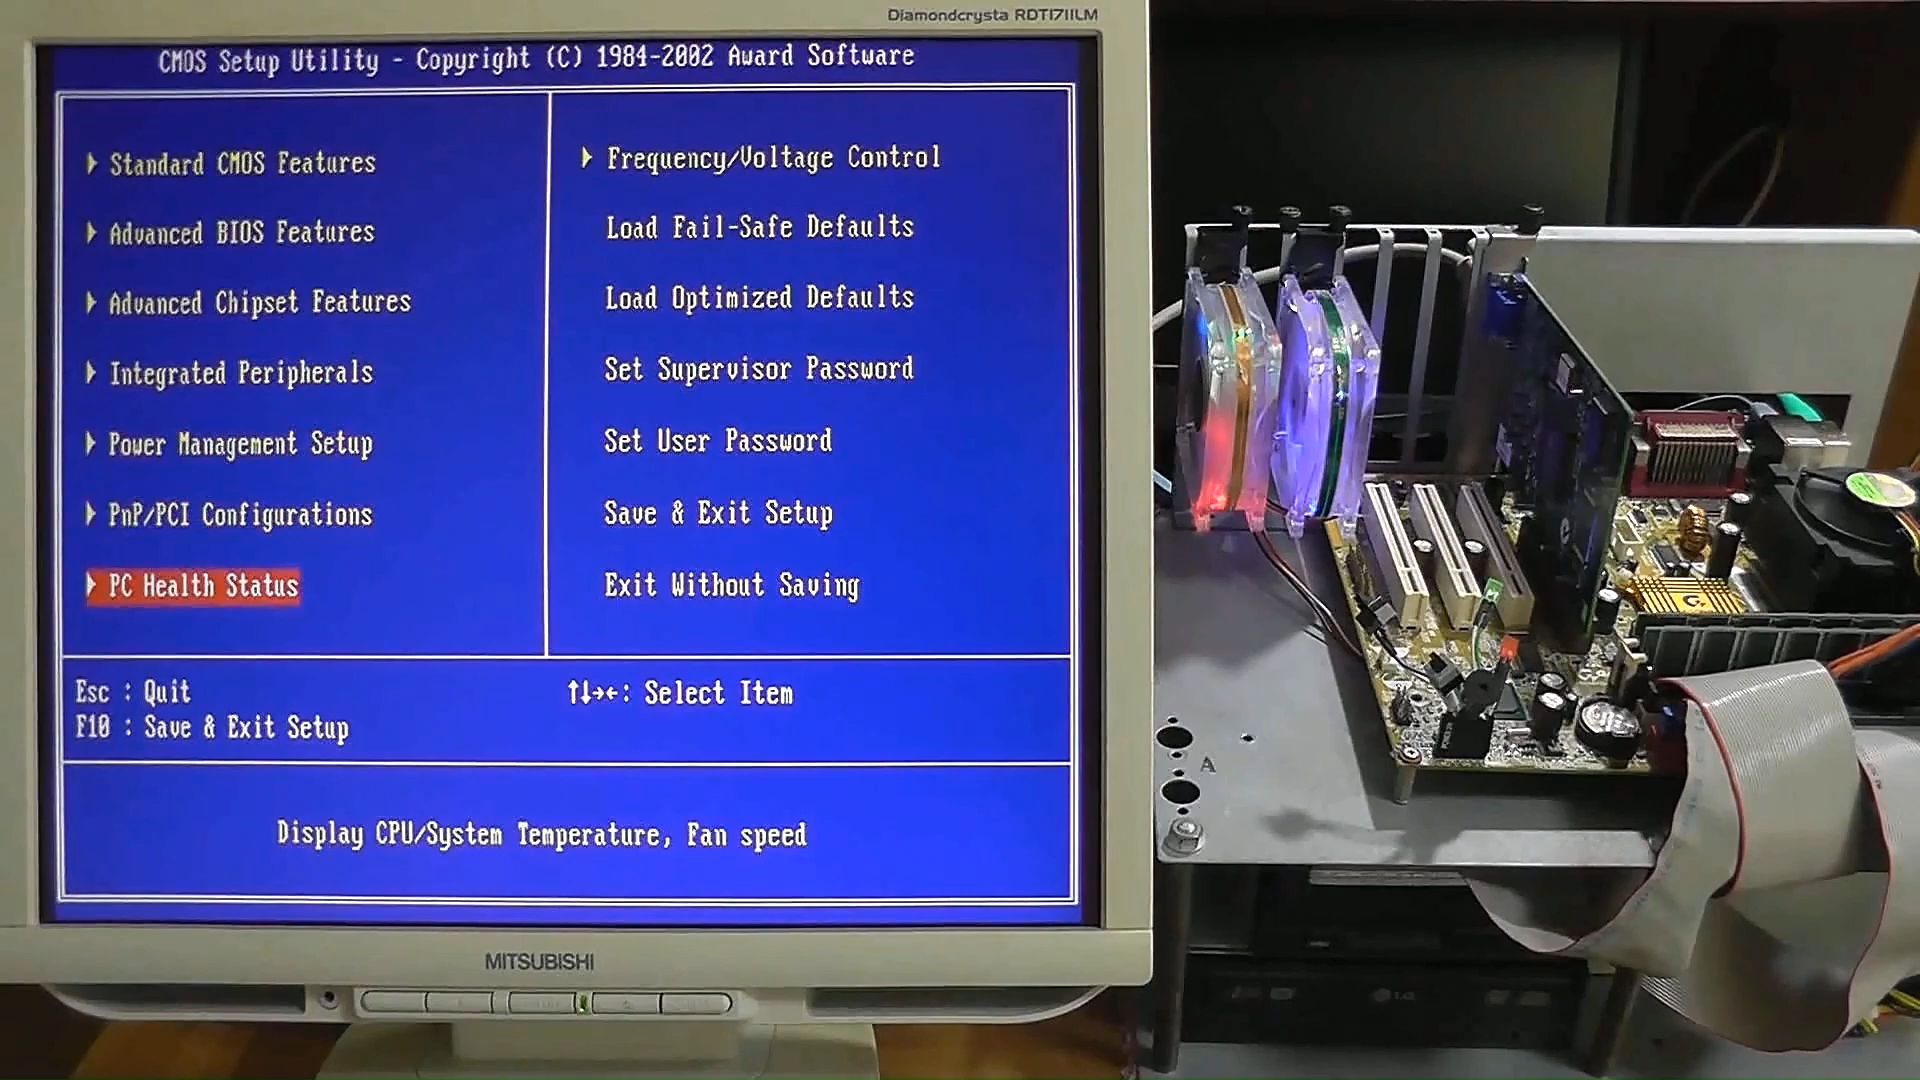 Diamondcrysta RDT1711LM
CMOS Setup Utility - Copyright (C) 1984-2002 Award Software
Standard CMOS Features
Advanced BIOS Features
Advanced Chipset Features
Integrated Peripherals
Power Management Setup
PnP/PCI Configurations
PC Health Status
Frequency/Voltage Control
Load Fail-Safe Defaults
Load Optimized Defaults
Set Supervisor Password
Set User Password
Save & Exit Setup
Exit Without Saving
Esc : Quit
F10 : Save & Exit Setup
↑↓→←: Select Item
Display CPU/System Temperature, Fan speed
MITSUBISHI
A
LG